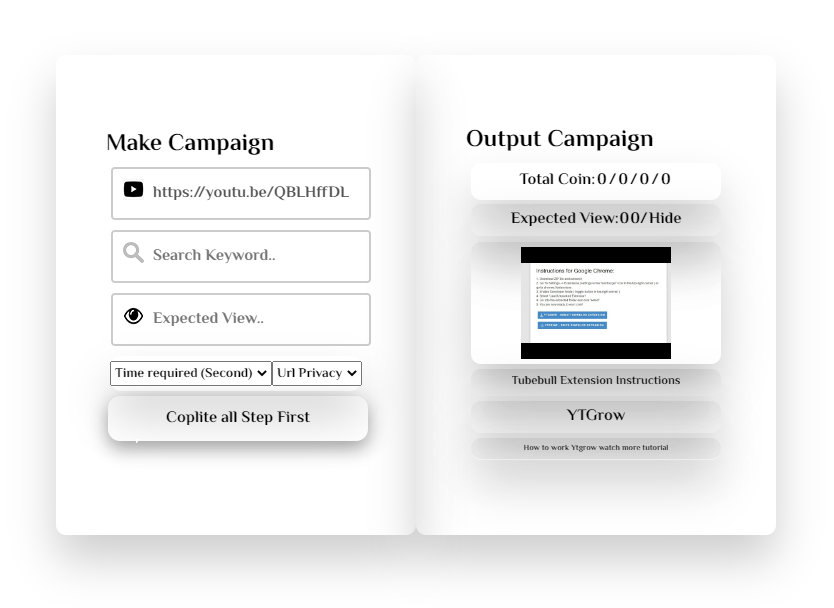 Make Campaign
https://youtu.be/QBLHffDL
Search Keyword..
Expected View..
Time required (Second) Url Privacy
Coplite all Step First
Output Campaign
Total Coin:0/0/0/0
Expected View:00/Hide
Instructions for Google Chrome:
Tubebull Extension Instructions
YTGrow
How to work Ytgrow watch more tutorial